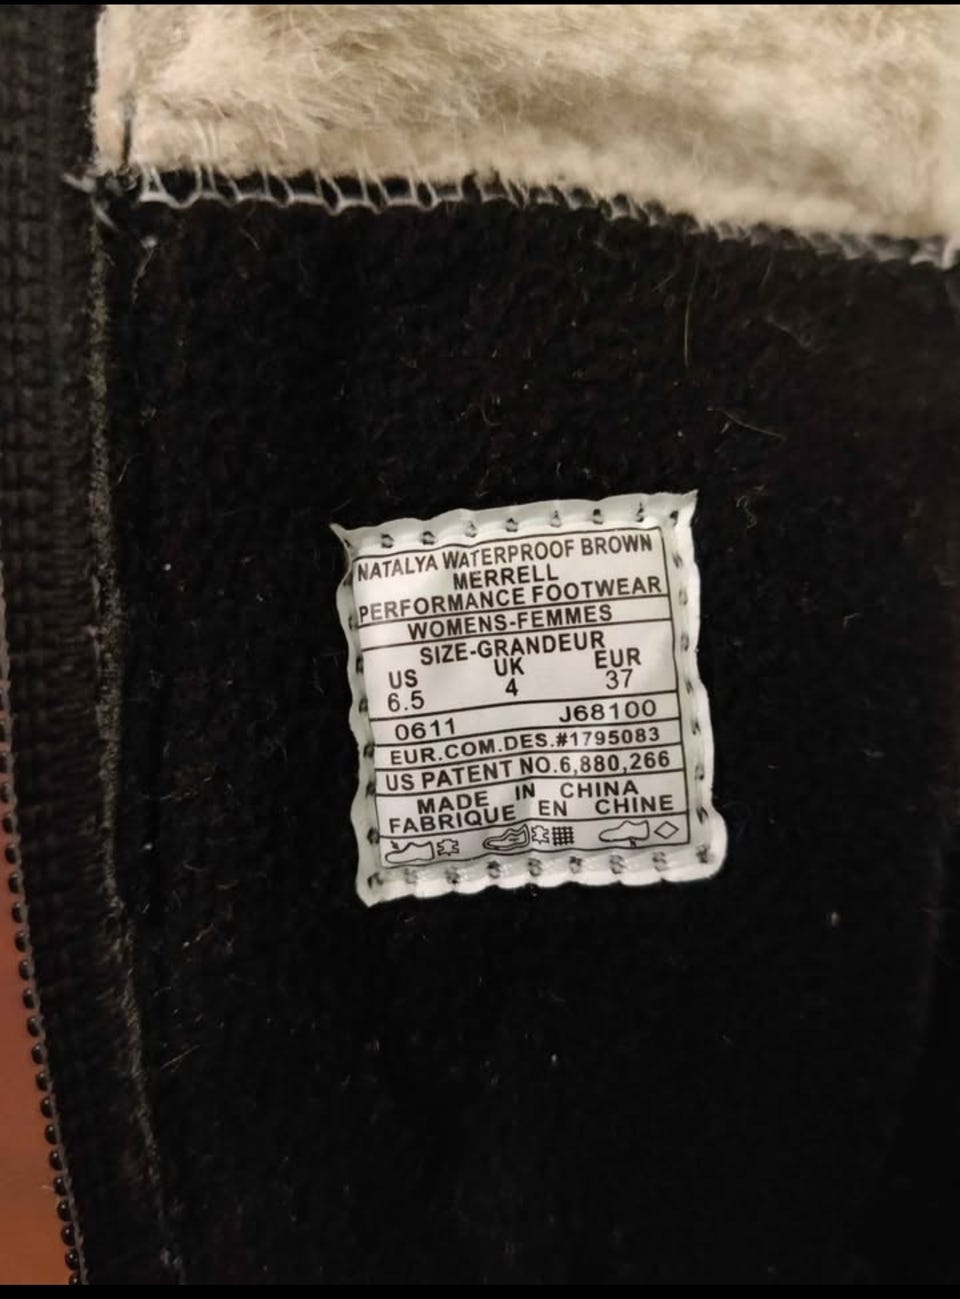 NATALYA WATERPROOF BROWN
MERRELL
PERFORMANCE FOOTWEAR
WOMENS-FEMMES
SIZE-GRANDEUR
US UK EUR
6.5 4 37
0611 J68100
EUR.COM.DES.#1795083
US PATENT NO.6,880,266
MADE IN CHINA
FABRIQUE EN CHINE